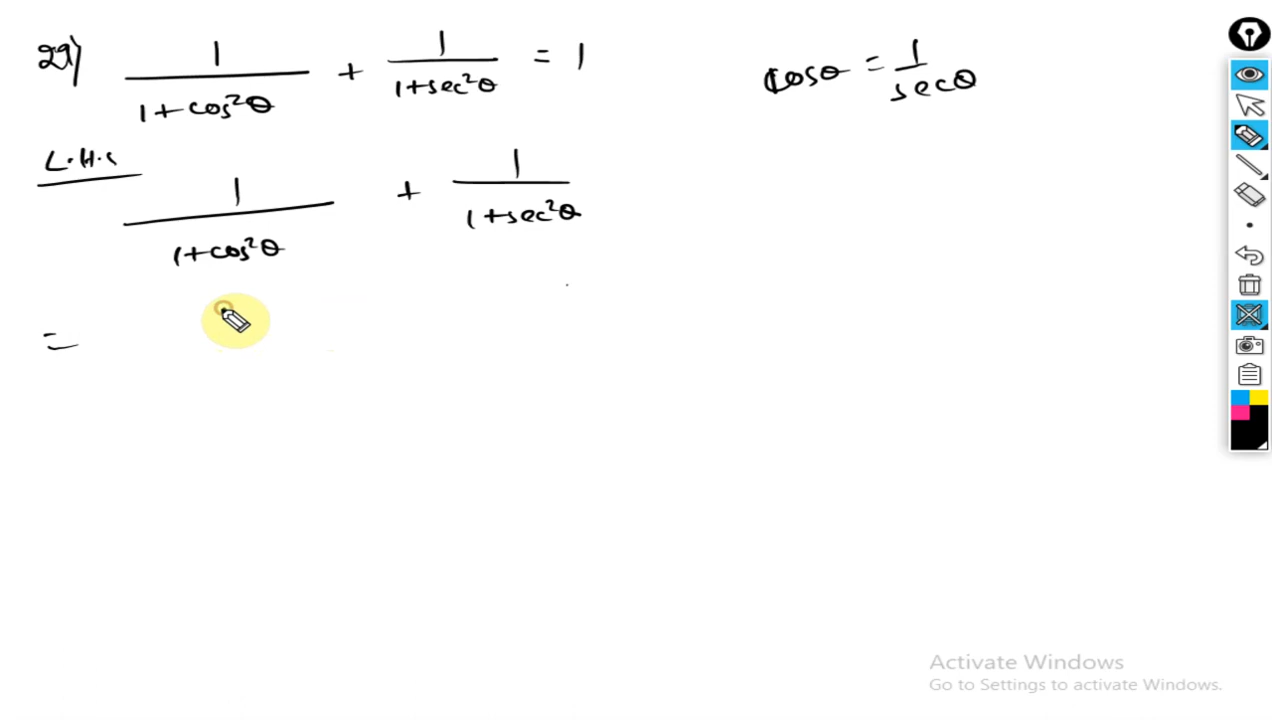 29) 1/(1+cos²θ) + 1/(1+sec²θ) = 1
cosθ = 1/secθ
L.H.S
1/(1+cos²θ) + 1/(1+sec²θ)
=
Activate Windows
Go to Settings to activate Windows.